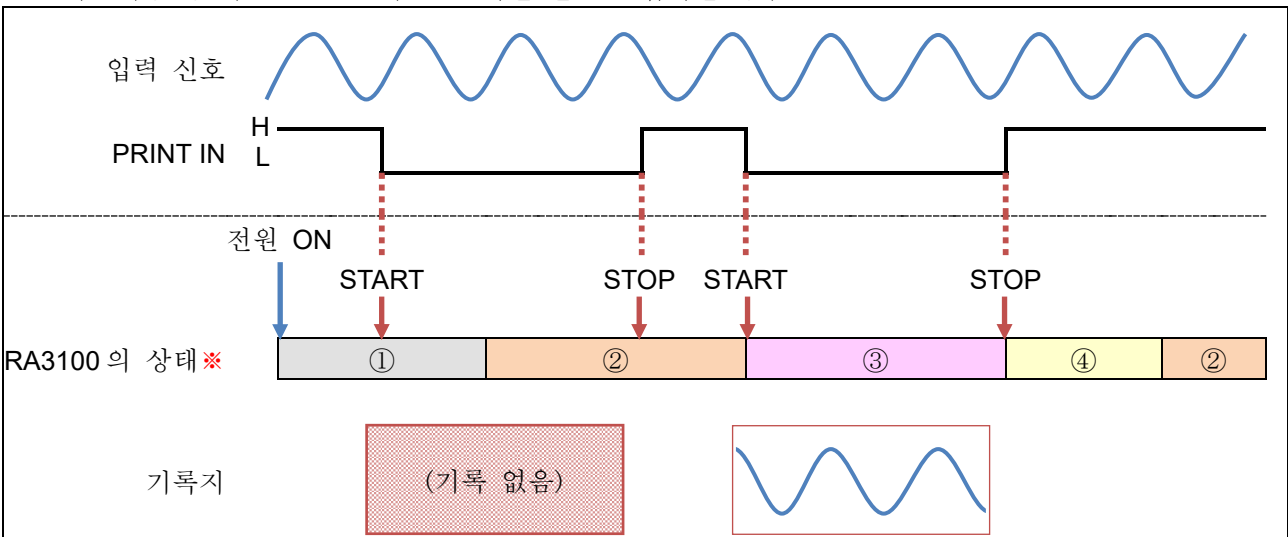 입력 신호
H
PRINT IN L
전원 ON
START STOP START STOP
RA3100의 상태※ ① ② ③ ④ ②
기록지 (기록 없음)